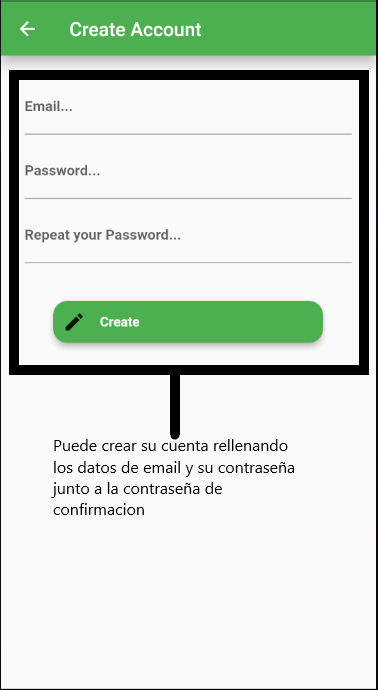 Create Account
Email...
Password...
Repeat your Password...
Create
Puede crear su cuenta rellenando
los datos de email y su contraseña
junto a la contraseña de
confirmacion